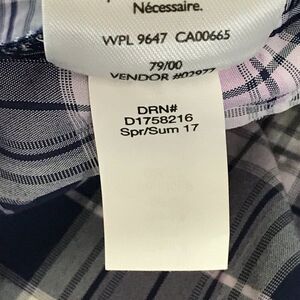 Nécessaire.
WPL 9647 CA00665
79/00
VENDOR #02977
DRN#
D1758216
Spr/Sum 17